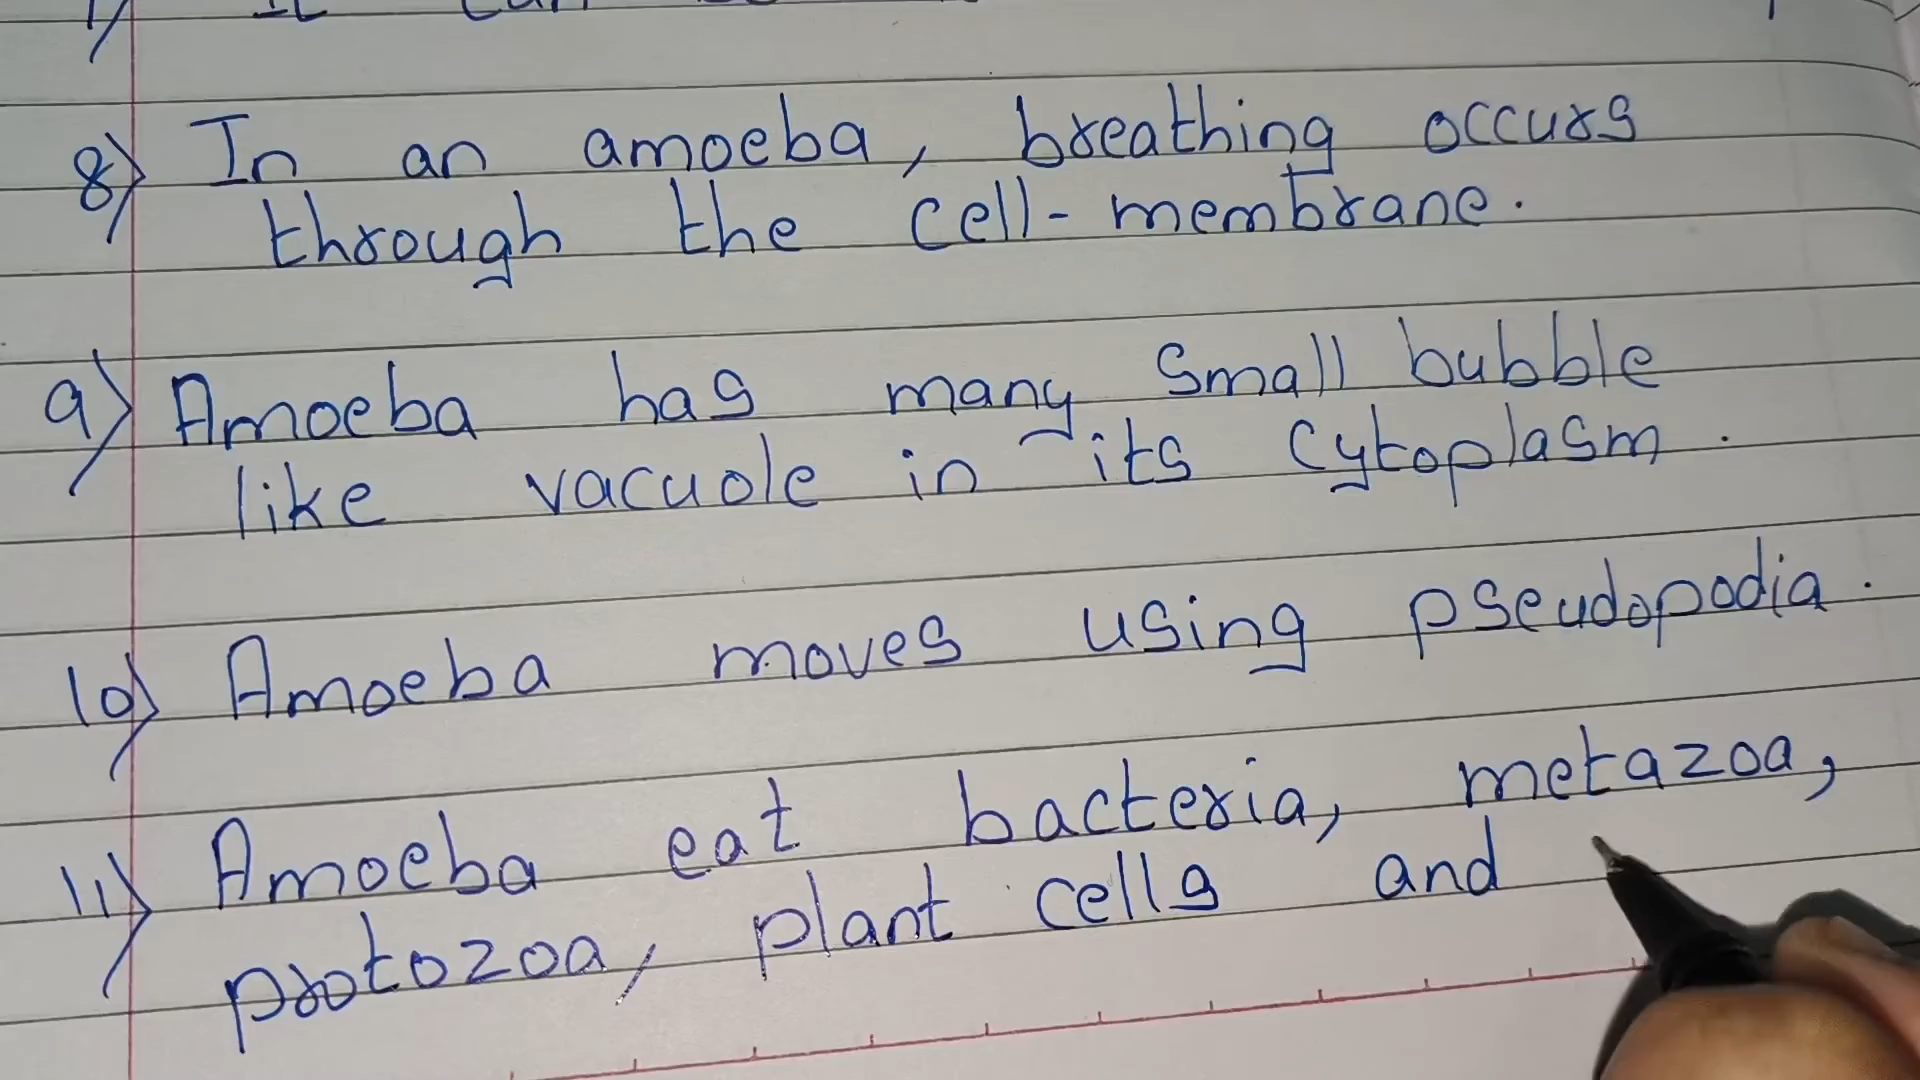 8) In an amoeba, breathing occurs
through the cell-membrane.
9) Amoeba has many small bubble
like vacuole in its cytoplasm.
10) Amoeba moves using pseudopodia.
11) Amoeba eat bacteria, metazoa,
protozoa, plant cells and